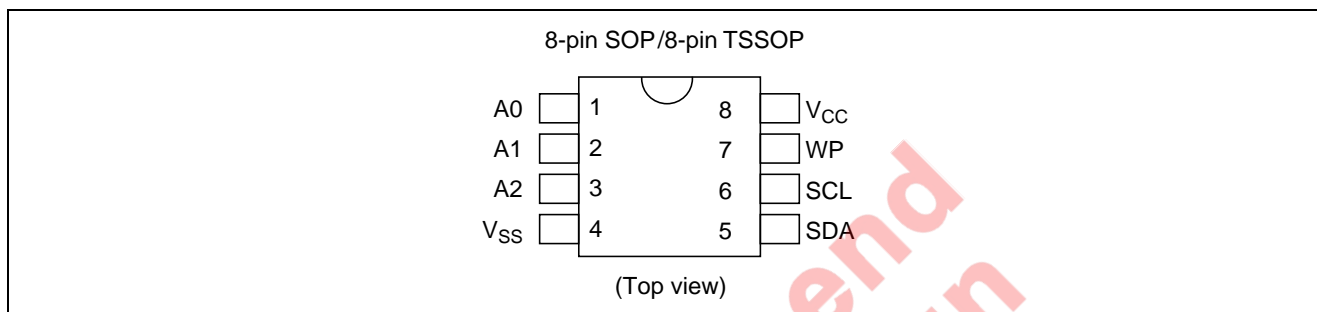 8-pin SOP/8-pin TSSOP
A0 1 8 VCC
A1 2 7 WP
A2 3 6 SCL
VSS 4 5 SDA
(Top view)
end